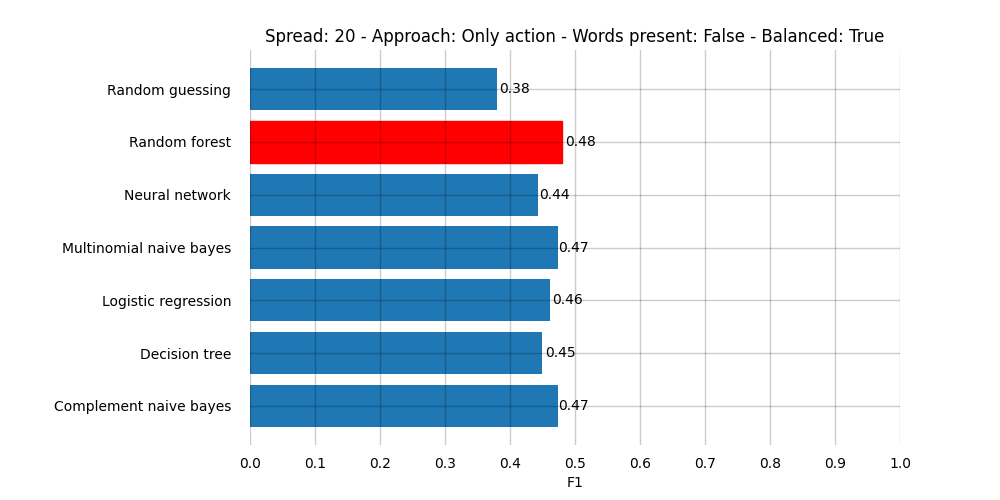 Spread: 20 - Approach: Only action - Words present: False - Balanced: True
Random guessing 0.38
Random forest 0.48
Neural network 0.44
Multinomial naive bayes 0.47
Logistic regression 0.46
Decision tree 0.45
Complement naive bayes 0.47
0.0 0.1 0.2 0.3 0.4 0.5 0.6 0.7 0.8 0.9 1.0
F1